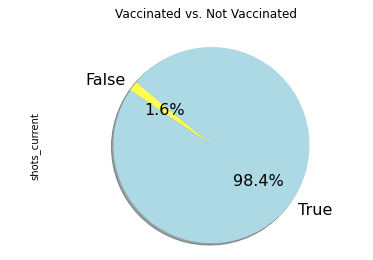 Vaccinated vs. Not Vaccinated
False
1.6%
shots_current
98.4%
True